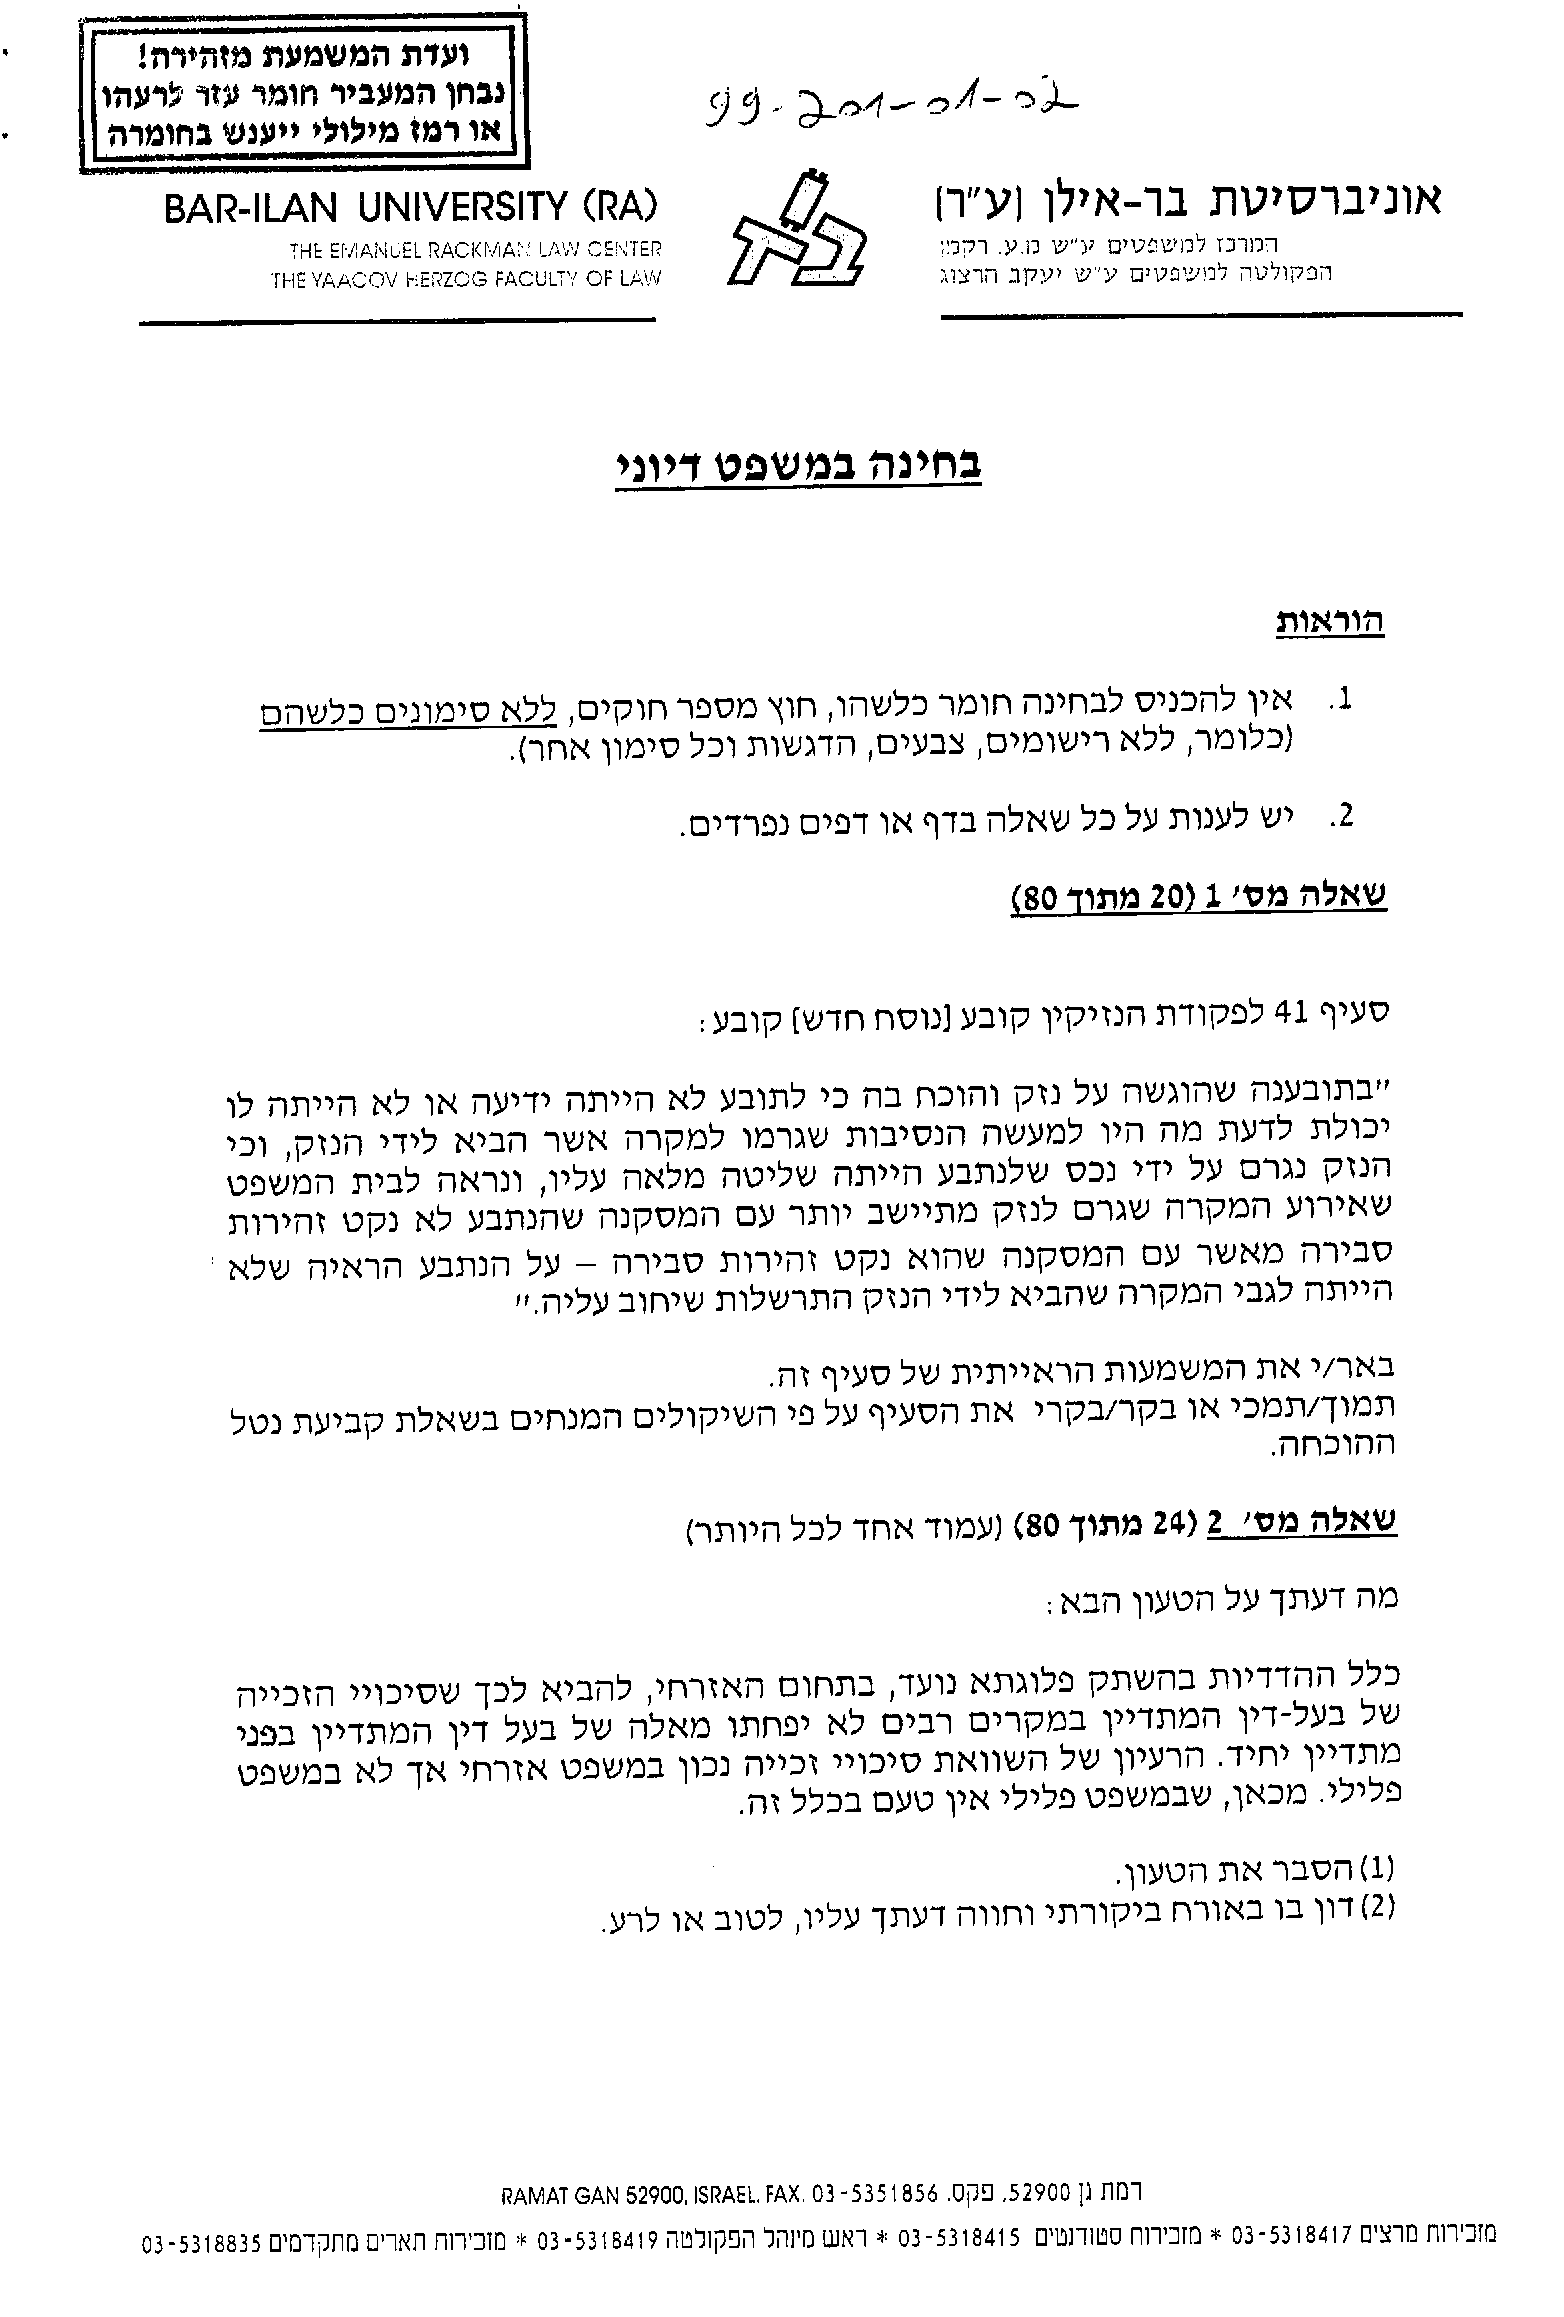 ועדת המשמעת מזהירה!
נבחן המעביר חומר עזר לרעהו
או רמז מילולי ייענש בחומרה
99-201-01-02
BAR-ILAN UNIVERSITY (RA)
אוניברסיטת בר-אילן (ע"ר)
THE EMANUEL RACKMAN LAW CENTER
המרכז למשפטים ע"ש מ.ע. רקמן
THE YAACOV HERZOG FACULTY OF LAW
הפקולטה למשפטים ע"ש יעקב הרצוג
בחינה במשפט דיוני
הוראות
1. אין להכניס לבחינה חומר כלשהו, חוץ מספר חוקים, ללא סימונים כלשהם
(כלומר, ללא רישומים, צבעים, הדגשות וכל סימון אחר).
2. יש לענות על כל שאלה בדף או דפים נפרדים.
שאלה מס' 1 (20 מתוך 80)
סעיף 41 לפקודת הנזיקין קובע [נוסח חדש] קובע:
"בתובענה שהוגשה על נזק והוכח בה כי לתובע לא הייתה ידיעה או לא הייתה לו
יכולת לדעת מה היו למעשה הנסיבות שגרמו למקרה אשר הביא לידי הנזק, וכי
הנזק נגרם על ידי נכס שלנתבע הייתה שליטה מלאה עליו, ונראה לבית המשפט
שאירוע המקרה שגרם לנזק מתיישב יותר עם המסקנה שהנתבע לא נקט זהירות
סבירה מאשר עם המסקנה שהוא נקט זהירות סבירה – על הנתבע הראיה שלא
הייתה לגבי המקרה שהביא לידי הנזק התרשלות שיחוב עליה."
באר/י את המשמעות הראייתית של סעיף זה.
תמוך/תמכי או בקר/בקרי את הסעיף על פי השיקולים המנחים בשאלת קביעת נטל
ההוכחה.
שאלה מס' 2 (24 מתוך 80) (עמוד אחד לכל היותר)
מה דעתך על הטעון הבא:
כלל ההדדיות בהשתק פלוגתא נועד, בתחום האזרחי, להביא לכך שסיכויי הזכייה
של בעל-דין המתדיין במקרים רבים לא יפחתו מאלה של בעל דין המתדיין בפני
מתדיין יחיד. הרעיון של השוואת סיכויי זכייה נכון במשפט אזרחי אך לא במשפט
פלילי. מכאן, שבמשפט פלילי אין טעם בכלל זה.
(1) הסבר את הטעון.
(2) דון בו באורח ביקורתי וחווה דעתך עליו, לטוב או לרע.
רמת גן 52900, פקס. RAMAT GAN 52900, ISRAEL. FAX. 03-5351856
מזכירות מרצים 03-5318417 * מזכירות סטודנטים 03-5318415 * ראש מינהל הפקולטה 03-5318419 * מזכירות תארים מתקדמים 03-5318835